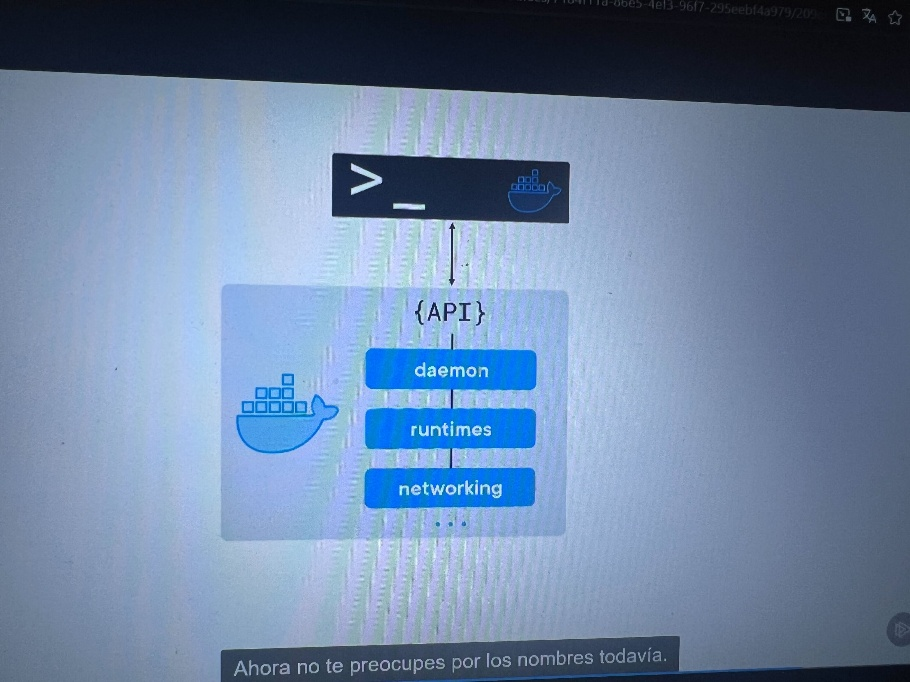 >_
{API}
daemon
runtimes
networking
...
Ahora no te preocupes por los nombres todavía.